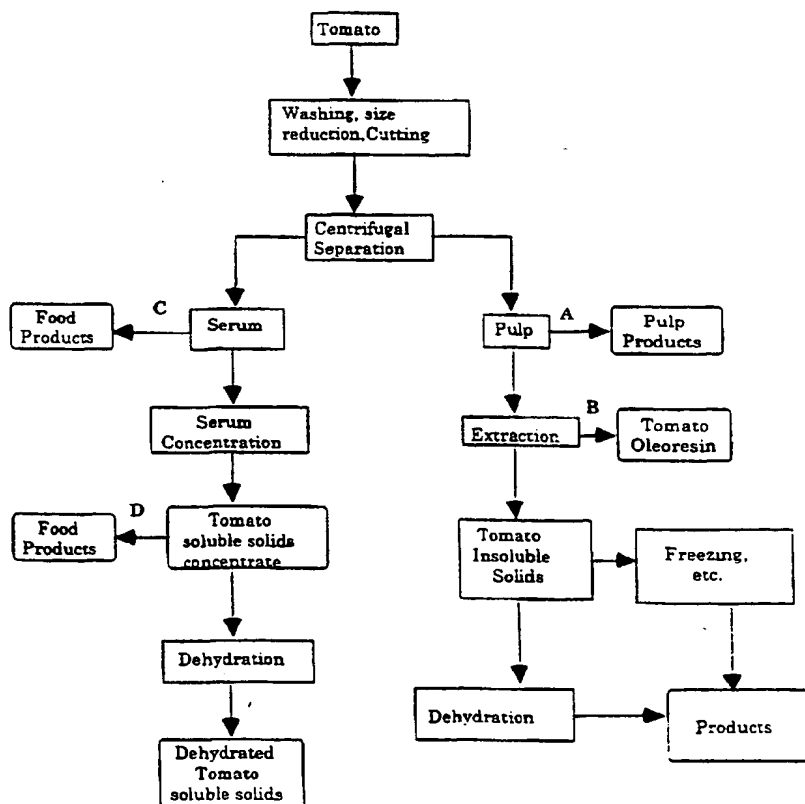 Tomato
Washing, size
reduction,Cutting
Centrifugal
Separation
C
Food
Products
Serum
Pulp
A
Pulp
Products
Serum
Concentration
Extraction
B
Tomato
Oleoresin
D
Food
Products
Tomato
soluble solids
concentrate
Tomato
Insoluble
Solids
Freezing,
etc.
Dehydration
Dehydration
Products
Dehydrated
Tomato
soluble solids